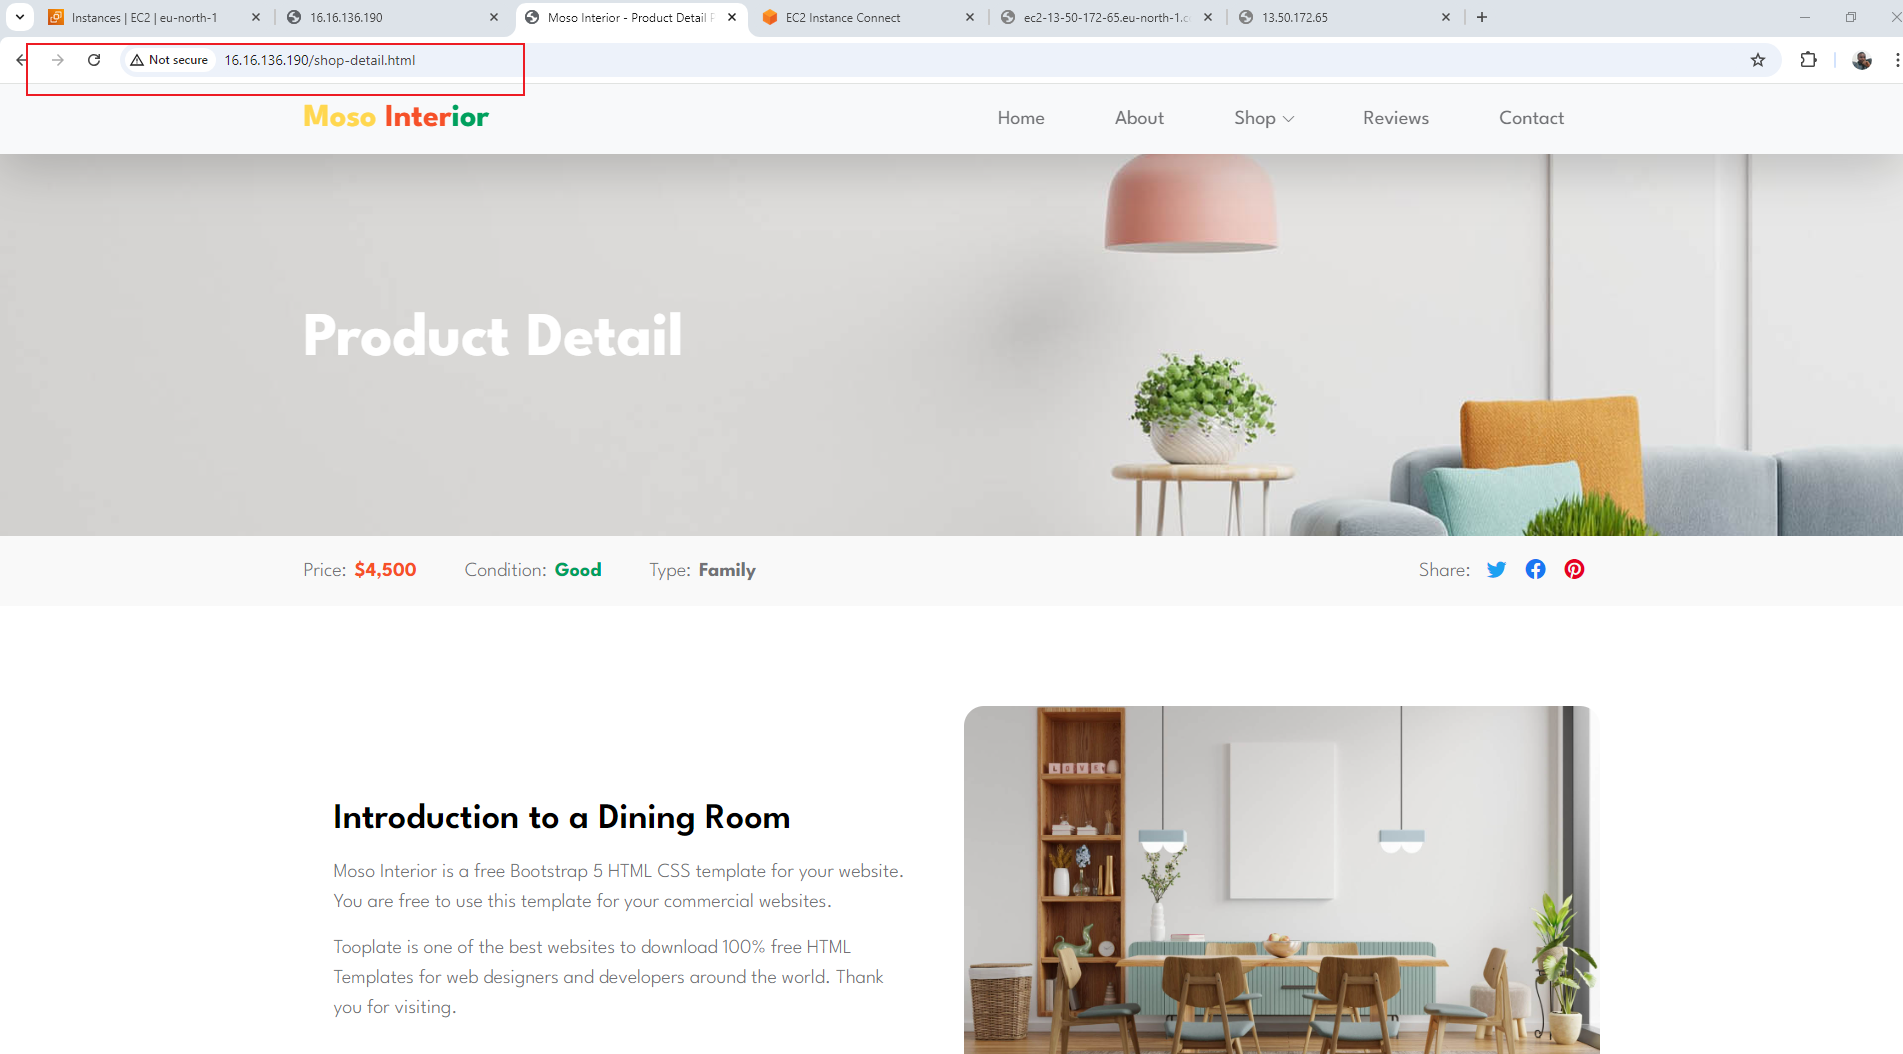 Instances | EC2 | eu-north-1
16.16.136.190
Moso Interior - Product Detail
EC2 Instance Connect
ec2-13-50-172-65.eu-north-1.c
13.50.172.65
Not secure
16.16.136.190/shop-detail.html
Moso Interior
Home
About
Shop
Reviews
Contact
Product Detail
Price: $4,500
Condition: Good
Type: Family
Share:
LOVE
Introduction to a Dining Room
Moso Interior is a free Bootstrap 5 HTML CSS template for your website.
You are free to use this template for your commercial websites.
Tooplate is one of the best websites to download 100% free HTML
Templates for web designers and developers around the world. Thank
you for visiting.